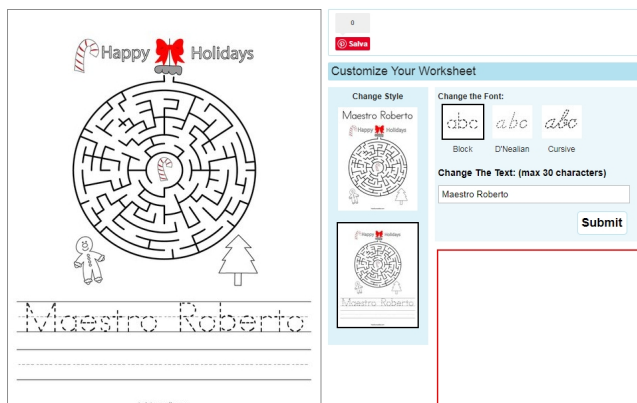 Happy Holidays
Maestro Roberto
0
Salva
Customize Your Worksheet
Change Style
Maestro Roberto
Happy Holidays
Happy Holidays
Maestro Roberto
Change the Font:
abc abc abc
Block D'Nealian Cursive
Change The Text: (max 30 characters)
Maestro Roberto
Submit